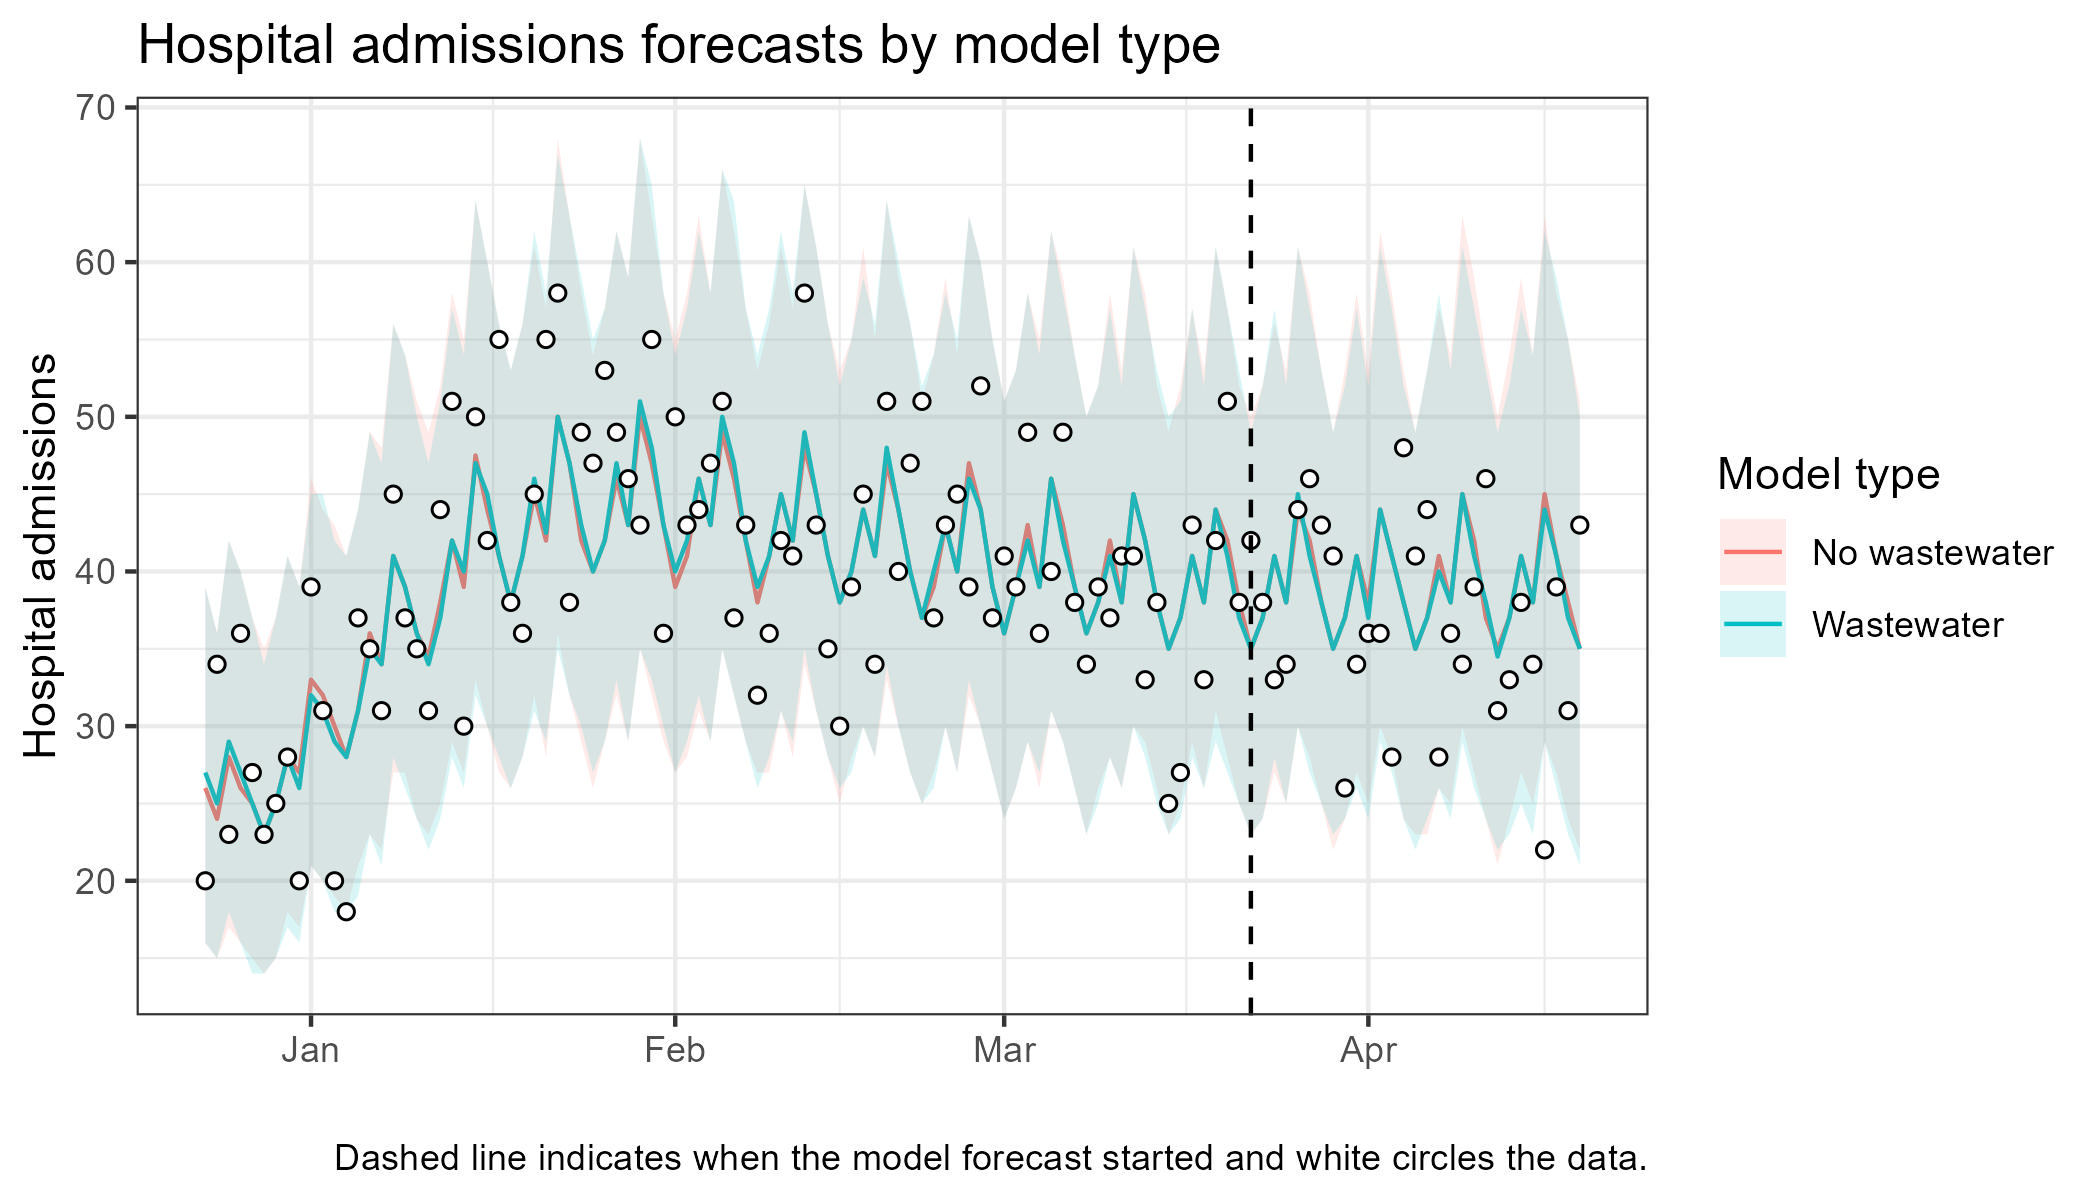 Hospital admissions forecasts by model type
Hospital admissions
70
60
50
40
30
20
Jan
Feb
Mar
Apr
Model type
No wastewater
Wastewater
Dashed line indicates when the model forecast started and white circles the data.